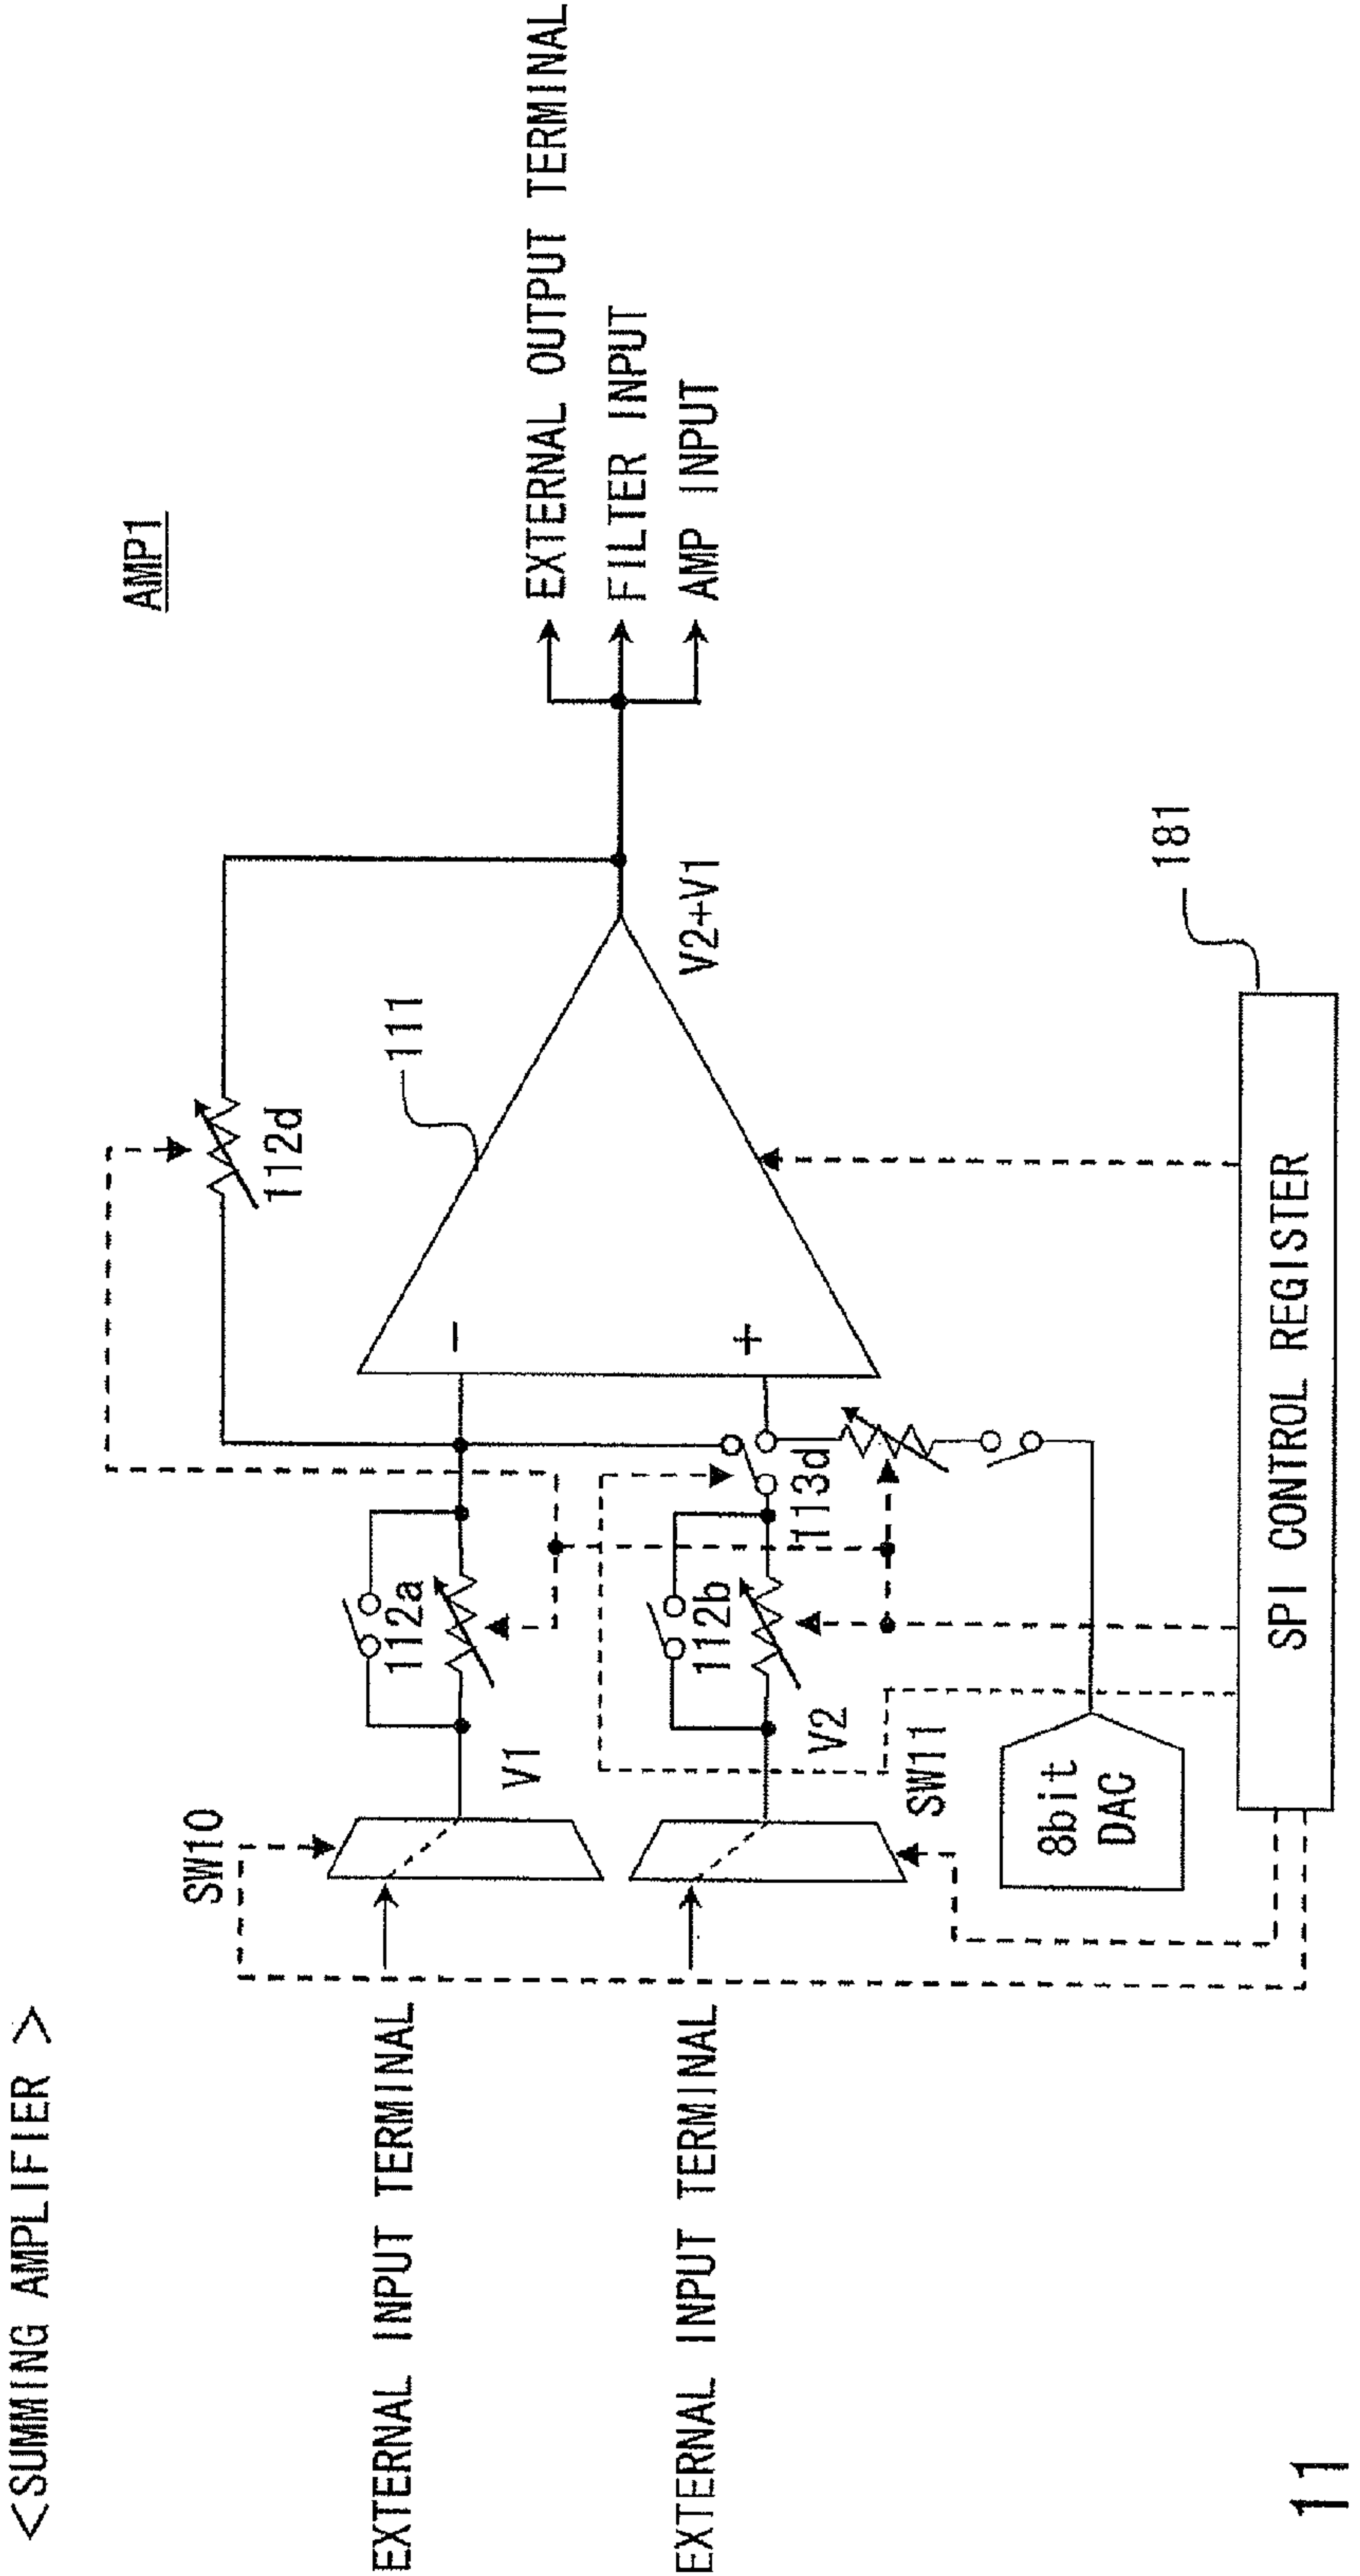 <SUMMING AMPLIFIER >
AMP1
SW10
112d
111
EXTERNAL INPUT TERMINAL
V1
112a
−
EXTERNAL OUTPUT TERMINAL
FILTER INPUT
AMP INPUT
V2+V1
EXTERNAL INPUT TERMINAL
112b
+
V2
113d
SW11
8bit
DAC
181
SPI CONTROL REGISTER
11